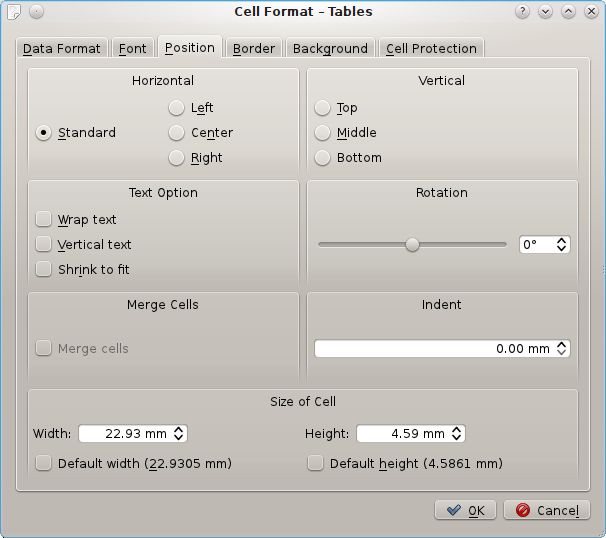 Cell Format – Tables
Data Format Font Position Border Background Cell Protection
Horizontal
Standard
Left
Center
Right
Vertical
Top
Middle
Bottom
Text Option
Wrap text
Vertical text
Shrink to fit
Rotation
0°
Merge Cells
Merge cells
Indent
0.00 mm
Size of Cell
Width: 22.93 mm Height: 4.59 mm
Default width (22.9305 mm) Default height (4.5861 mm)
OK Cancel